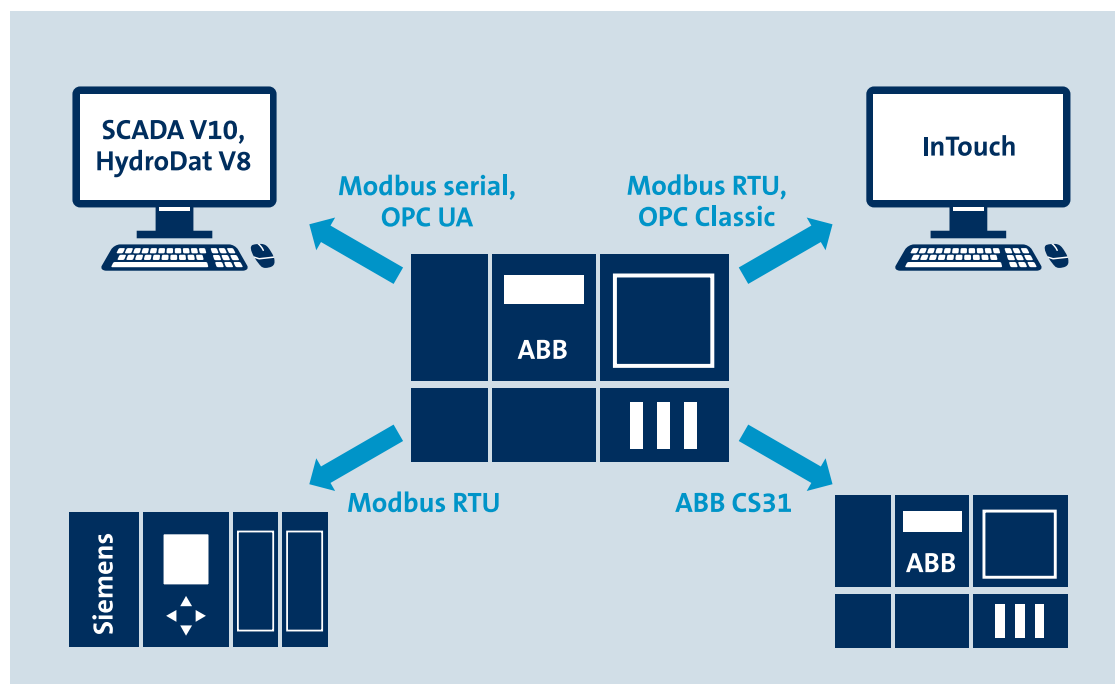 SCADA V10,
HydroDat V8
InTouch
Modbus serial,
OPC UA
Modbus RTU,
OPC Classic
ABB
Modbus RTU
ABB CS31
Siemens
ABB